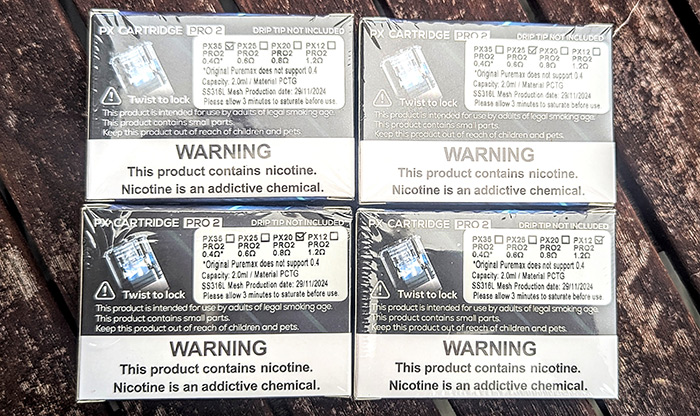 PX CARTRIDGE PRO 2 DRIP TIP NOT INCLUDED
PX35 ☑ PX25 ☐ PX20 ☐ PX12 ☐
PRO2 PRO2 PRO2 PRO2
0.4Ω* 0.6Ω 0.8Ω 1.2Ω
*Original Puremax does not support 0.4
Capacity: 2.0ml / Material PCTG
SS316L Mesh Production date: 29/11/2024
Please allow 3 minutes to saturate before use.
Twist to lock
This product is intended for use by adults of legal smoking age.
This product contains small parts.
Keep this product out of reach of children and pets.
WARNING
This product contains nicotine.
Nicotine is an addictive chemical.
PX CARTRIDGE PRO 2 DRIP TIP NOT INCLUDED
PX35 ☐ PX25 ☑ PX20 ☐ PX12 ☐
PRO2 PRO2 PRO2 PRO2
0.4Ω* 0.6Ω 0.8Ω 1.2Ω
*Original Puremax does not support 0.4
Capacity: 2.0ml / Material PCTG
SS316L Mesh Production date: 29/11/2024
Please allow 3 minutes to saturate before use.
Twist to lock
This product is intended for use by adults of legal smoking age.
This product contains small parts.
Keep this product out of reach of children and pets.
WARNING
This product contains nicotine.
Nicotine is an addictive chemical.
PX CARTRIDGE PRO 2 DRIP TIP NOT INCLUDED
PX35 ☐ PX25 ☐ PX20 ☑ PX12 ☐
PRO2 PRO2 PRO2 PRO2
0.4Ω* 0.6Ω 0.8Ω 1.2Ω
*Original Puremax does not support 0.4
Capacity: 2.0ml / Material PCTG
SS316L Mesh Production date: 29/11/2024
Please allow 3 minutes to saturate before use.
Twist to lock
This product is intended for use by adults of legal smoking age.
This product contains small parts.
Keep this product out of reach of children and pets.
WARNING
This product contains nicotine.
Nicotine is an addictive chemical.
PX CARTRIDGE PRO 2 DRIP TIP NOT INCLUDED
PX35 ☐ PX25 ☐ PX20 ☐ PX12 ☑
PRO2 PRO2 PRO2 PRO2
0.4Ω* 0.6Ω 0.8Ω 1.2Ω
*Original Puremax does not support 0.4
Capacity: 2.0ml / Material PCTG
SS316L Mesh Production date: 29/11/2024
Please allow 3 minutes to saturate before use.
Twist to lock
This product is intended for use by adults of legal smoking age.
This product contains small parts.
Keep this product out of reach of children and pets.
WARNING
This product contains nicotine.
Nicotine is an addictive chemical.